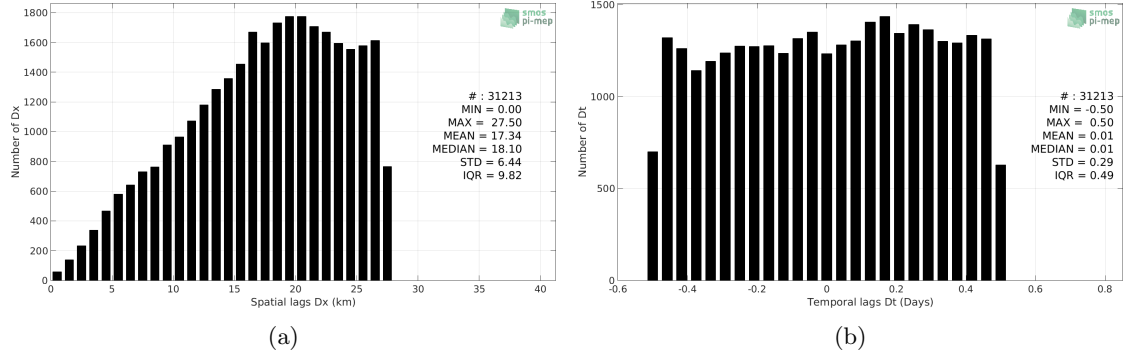 1800
1600
1400
1200
1000
800
600
400
200
0
0 5 10 15 20 25 30 35 40
Number of Dx
Spatial lags Dx (km)
smos
pi-mep
# : 31213
MIN = 0.00
MAX = 27.50
MEAN = 17.34
MEDIAN = 18.10
STD = 6.44
IQR = 9.82
(a)
1500
1000
500
0
-0.6 -0.4 -0.2 0 0.2 0.4 0.6 0.8
Number of Dt
Temporal lags Dt (Days)
smos
pi-mep
# : 31213
MIN = -0.50
MAX = 0.50
MEAN = 0.01
MEDIAN = 0.01
STD = 0.29
IQR = 0.49
(b)